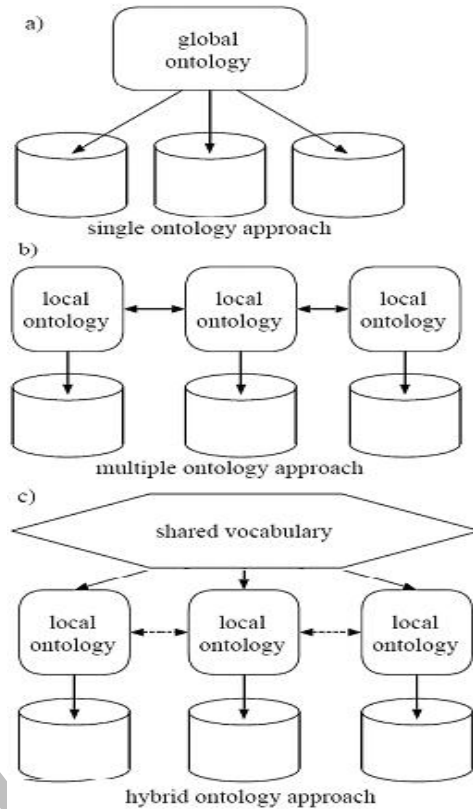 a)
global
ontology
single ontology approach
b)
local
ontology
local
ontology
local
ontology
multiple ontology approach
c)
shared vocabulary
local
ontology
local
ontology
local
ontology
hybrid ontology approach